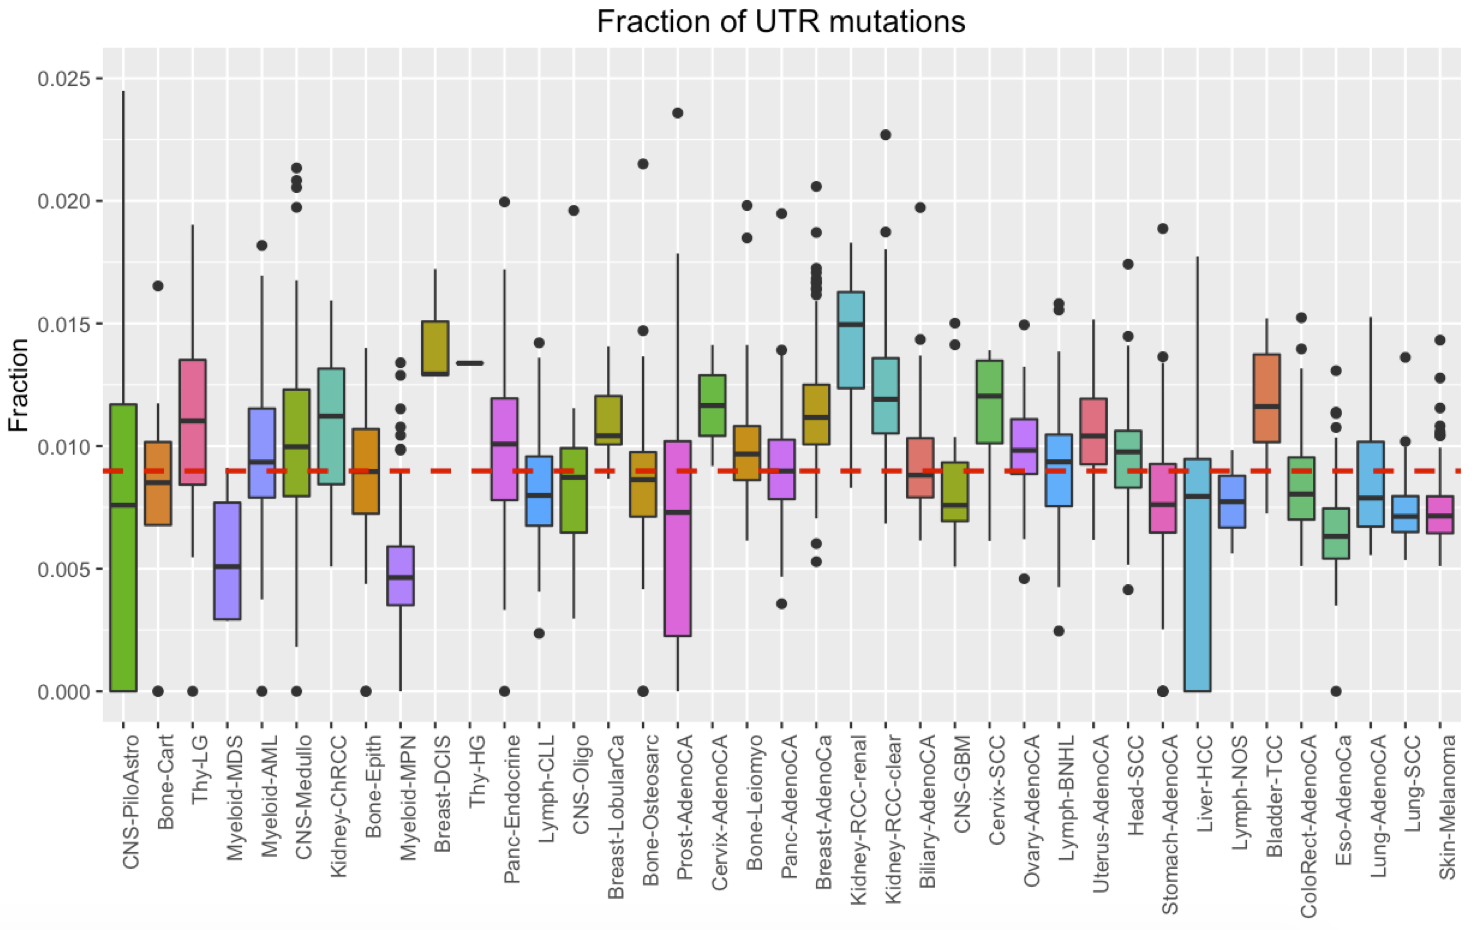 Fraction of UTR mutations
Fraction
0.025
0.020
0.015
0.010
0.005
0.000
CNS-PiloAstro
Bone-Cart
Thy-LG
Myeloid-MDS
Myeloid-AML
CNS-Medullo
Kidney-ChRCC
Bone-Epith
Myeloid-MPN
Breast-DCIS
Thy-HG
Panc-Endocrine
Lymph-CLL
CNS-Oligo
Breast-LobularCa
Bone-Osteosarc
Prost-AdenoCA
Cervix-AdenoCA
Bone-Leiomyo
Panc-AdenoCA
Breast-AdenoCa
Kidney-RCC-renal
Kidney-RCC-clear
Biliary-AdenoCA
CNS-GBM
Cervix-SCC
Ovary-AdenoCA
Lymph-BNHL
Uterus-AdenoCA
Head-SCC
Stomach-AdenoCA
Liver-HCC
Lymph-NOS
Bladder-TCC
ColoRect-AdenoCA
Eso-AdenoCa
Lung-AdenoCA
Lung-SCC
Skin-Melanoma